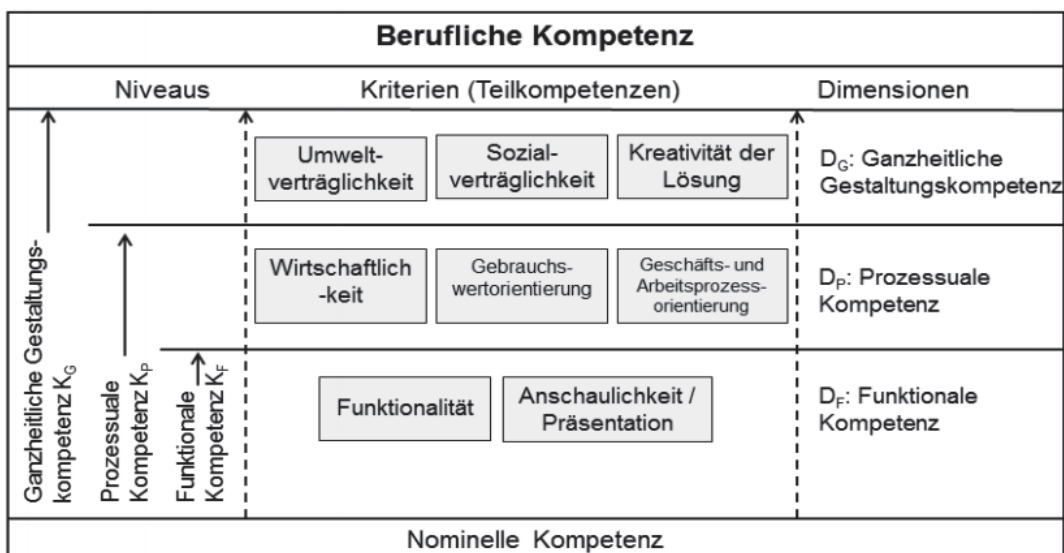 Berufliche Kompetenz
Niveaus
Kriterien (Teilkompetenzen)
Dimensionen
Umwelt-
verträglichkeit
Sozial-
verträglichkeit
Kreativität der
Lösung
D_G: Ganzheitliche
Gestaltungskompetenz
Wirtschaftlich
-keit
Gebrauchs-
wertorientierung
Geschäfts- und
Arbeitsprozess-
orientierung
D_P: Prozessuale
Kompetenz
Funktionalität
Anschaulichkeit /
Präsentation
D_F: Funktionale
Kompetenz
Ganzheitliche Gestaltungs-
kompetenz K_G
Prozessuale
Kompetenz K_P
Funktionale
Kompetenz K_F
Nominelle Kompetenz